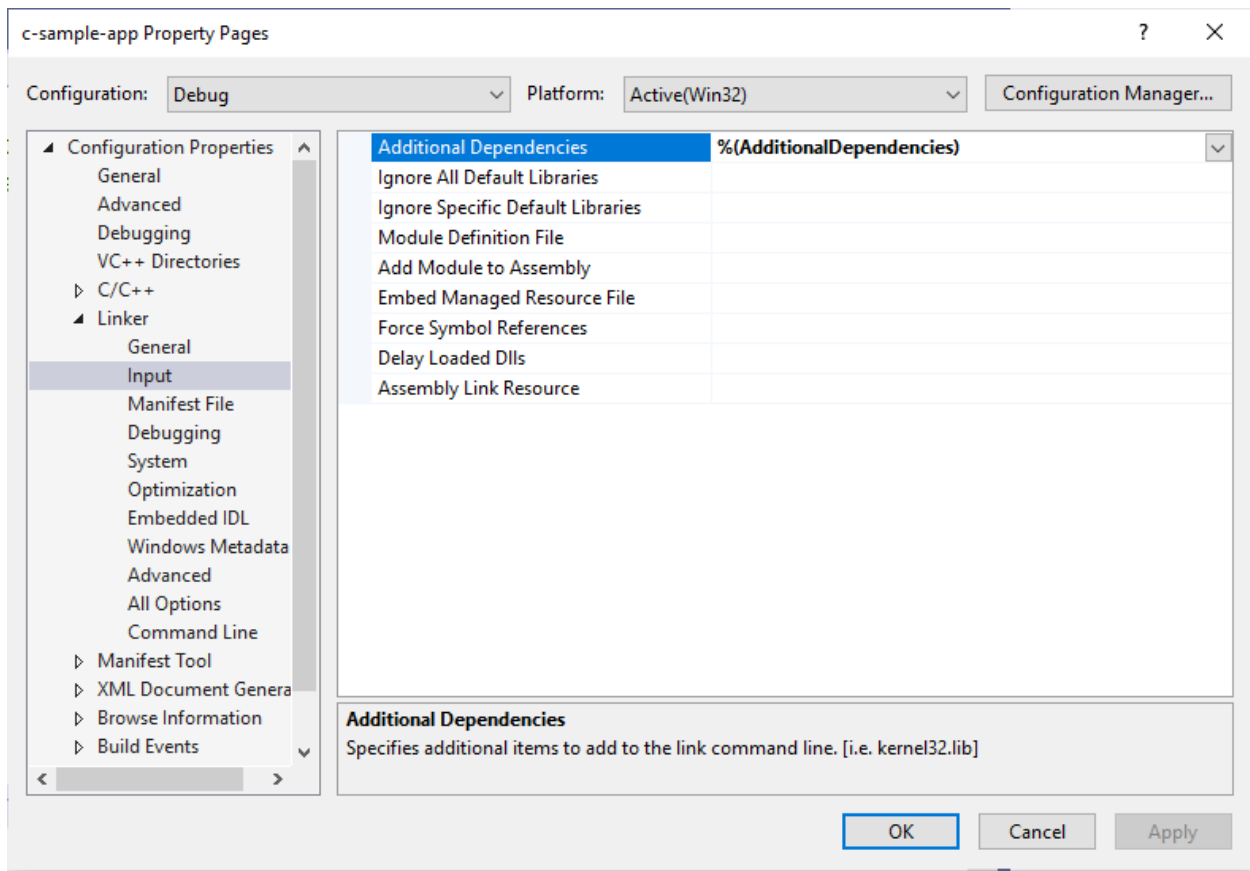 c-sample-app Property Pages
Configuration: Debug Platform: Active(Win32) Configuration Manager...
Configuration Properties
General
Advanced
Debugging
VC++ Directories
C/C++
Linker
General
Input
Manifest File
Debugging
System
Optimization
Embedded IDL
Windows Metadata
Advanced
All Options
Command Line
Manifest Tool
XML Document Genera
Browse Information
Build Events
Additional Dependencies %(AdditionalDependencies)
Ignore All Default Libraries
Ignore Specific Default Libraries
Module Definition File
Add Module to Assembly
Embed Managed Resource File
Force Symbol References
Delay Loaded Dlls
Assembly Link Resource
Additional Dependencies
Specifies additional items to add to the link command line. [i.e. kernel32.lib]
OK Cancel Apply